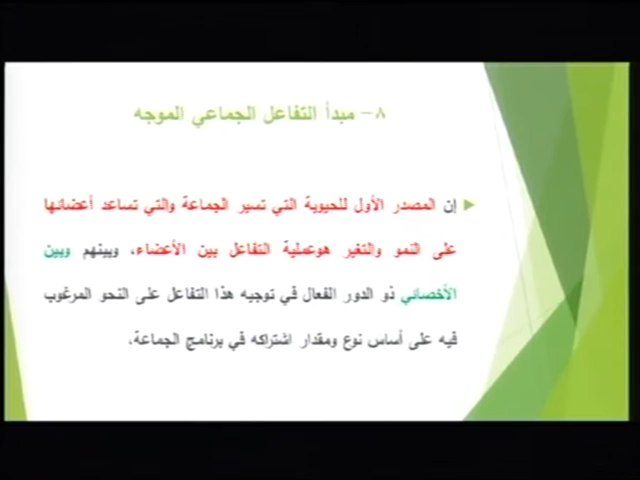 ٨- مبدأ التفاعل الجماعي الموجه
إن المصدر الأول للحيوية التي تسير الجماعة والتي تساعد أعضائها
على النمو والتغير هوعملية التفاعل بين الأعضاء، وبينهم وبين
الأخصائي ذو الدور الفعال في توجيه هذا التفاعل على النحو المرغوب
فيه على أساس نوع ومقدار اشتراكه في برنامج الجماعة.